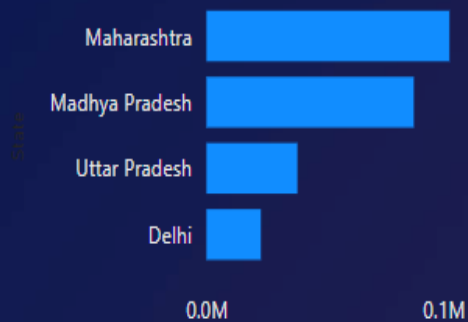 Maharashtra
Madhya Pradesh
Uttar Pradesh
Delhi
State
0.0M
0.1M